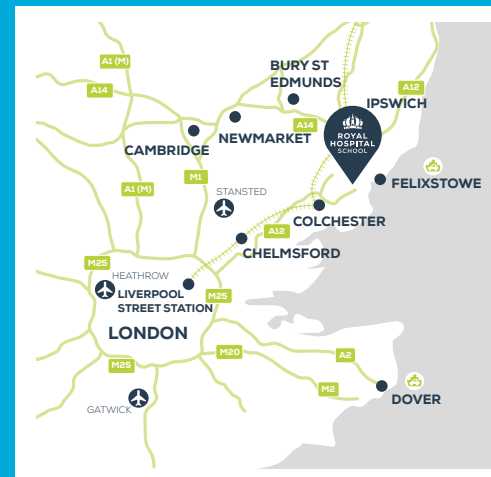 A1 (M)
BURY ST
EDMUNDS
A14
A12
IPSWICH
A14
ROYAL
HOSPITAL
SCHOOL
NEWMARKET
CAMBRIDGE
M1
A1 (M)
STANSTED
FELIXSTOWE
COLCHESTER
A12
CHELMSFORD
M25
HEATHROW
LIVERPOOL
STREET STATION
M25
LONDON
M20
A2
M25
M2
DOVER
GATWICK